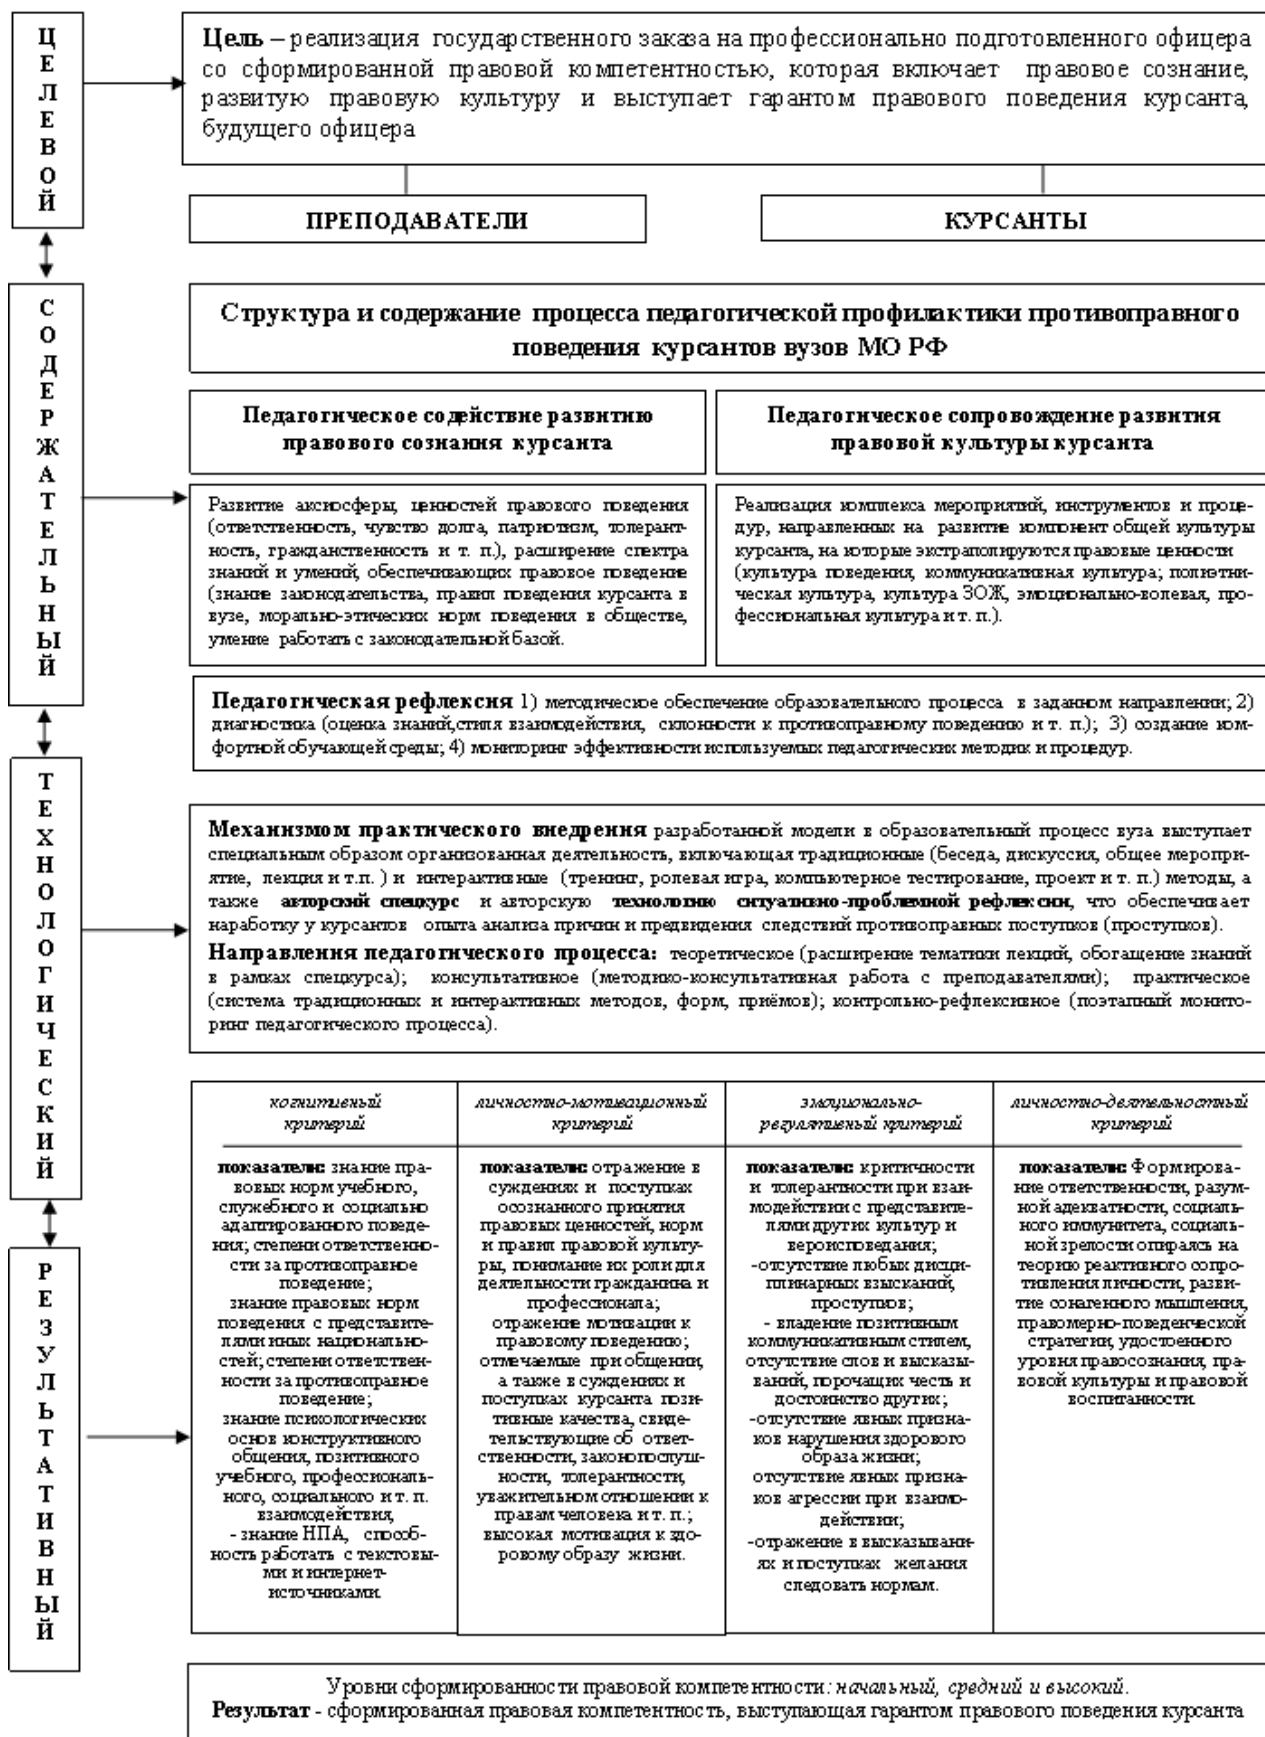 ЦЕЛЕВОЙ
Цель – реализация государственного заказа на профессионально подготовленного офицера
со сформированной правовой компетентностью, которая включает правовое сознание,
развитую правовую культуру и выступает гарантом правового поведения курсанта,
будущего офицера
ПРЕПОДАВАТЕЛИ
КУРСАНТЫ
СОДЕРЖАТЕЛЬНЫЙ
Структура и содержание процесса педагогической профилактики противоправного
поведения курсантов вузов МО РФ
Педагогическое содействие развитию
правового сознания курсанта
Педагогическое сопровождение развития
правовой культуры курсанта
Развитие аксиосферы, ценностей правового поведения
(ответственность, чувство долга, патриотизм, толерант-
ность, гражданственность и т. п.), расширение спектра
знаний и умений, обеспечивающих правовое поведение
(знание законодательства, правил поведения курсанта в
вузе, морально-этических норм поведения в обществе,
умение работать с законодательной базой.
Реализация комплекса мероприятий, инструментов и проце-
дур, направленных на развитие компонент общей культуры
курсанта, на которые экстраполируются правовые ценности
(культура поведения, коммуникативная культура; полиэтни-
ческая культура, культура ЗОЖ, эмоционально-волевая, про-
фессиональная культура и т. п.).
Педагогическая рефлексия 1) методическое обеспечение образовательного процесса в заданном направлении; 2)
диагностика (оценка знаний,стиля взаимодействия, склонности к противоправному поведению и т. п.); 3) создание ком-
фортной обучающей среды; 4) мониторинг эффективности используемых педагогических методик и процедур.
ТЕХНОЛОГИЧЕСКИЙ
Механизмом практического внедрения разработанной модели в образовательный процесс вуза выступает
специальным образом организованная деятельность, включающая традиционные (беседа, дискуссия, общее меропри-
ятие, лекция и т.п. ) и интерактивные (тренинг, ролевая игра, компьютерное тестирование, проект и т. п.) методы, а
также авторский спецкурс и авторскую технологию ситуативно-проблемной рефлексии, что обеспечивает
наработку у курсантов опыта анализа причин и предвидения следствий противоправных поступков (проступков).
Направления педагогического процесса: теоретическое (расширение тематики лекций, обогащение знаний
в рамках спецкурса); консультативное (методико-консультативная работа с преподавателями); практическое
(система традиционных и интерактивных методов, форм, приёмов); контрольно-рефлексивное (поэтапный монито-
ринг педагогического процесса).
РЕЗУЛЬТАТИВНЫЙ
когнитивный
критерий
показатели: знание пра-
вовых норм учебного,
служебного и социально
адаптированного поведе-
ния; степени ответственно-
сти за противоправное
поведение;
знание правовых норм
поведения с представите-
лями иных национально-
стей; степени ответствен-
ности за противоправное
поведение;
знание психологических
основ конструктивного
общения, позитивного
учебного, профессиональ-
ного, социального и т. п.
взаимодействия,
- знание НПА, способ-
ность работать с текстовы-
ми и интернет-
источниками.
личностно-мотивационный
критерий
показатели: отражение в
суждениях и поступках
осознанного принятия
правовых ценностей, норм
и правил правовой культу-
ры, понимание их роли для
деятельности гражданина и
профессионала;
отражение мотивации к
правовому поведению;
отмечаемые при общении,
а также в суждениях и
поступках курсанта пози-
тивные качества, свиде-
тельствующие об ответ-
ственности, законопослуш-
ности, толерантности,
уважительном отношении к
правам человека и т. п.;
высокая мотивация к здо-
ровому образу жизни.
эмоционально-
регулятивный критерий
показатели: критичности
и толерантности при взаи-
модействии с представите-
лями других культур и
вероисповедания;
-отсутствие любых дисци-
плинарных взысканий,
проступков;
- владение позитивным
коммуникативным стилем,
отсутствие слов и высказы-
ваний, порочащих честь и
достоинство других;
-отсутствие явных призна-
ков нарушения здорового
образа жизни;
отсутствие явных призна-
ков агрессии при взаимо-
действии;
-отражение в высказывани-
ях и поступках желания
следовать нормам.
личностно-деятельностный
критерий
показатели: Формирова-
ние ответственности, разум-
ной адекватности, социаль-
ного иммунитета, социаль-
ной зрелости опираясь на
теорию реактивного сопро-
тивления личности, разви-
тие сонагенного мышления,
правомерно-поведенческой
стратегии, удостоенного
уровня правосознания, пра-
вовой культуры и правовой
воспитанности.
Уровни сформированности правовой компетентности: начальный, средний и высокий.
Результат - сформированная правовая компетентность, выступающая гарантом правового поведения курсанта